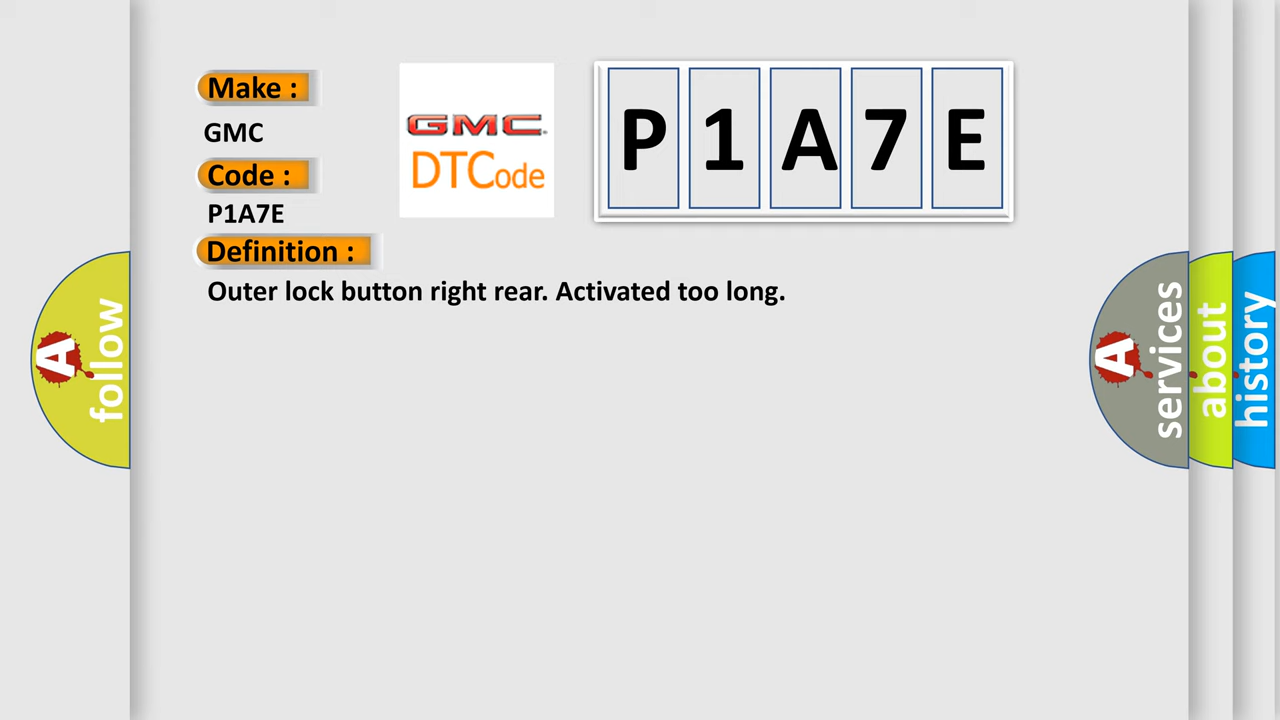 Make :
GMC
Code :
P1A7E
Definition :
Outer lock button right rear. Activated too long.
GMC
DTCode
P 1 A 7 E
A follow
A services
about
history